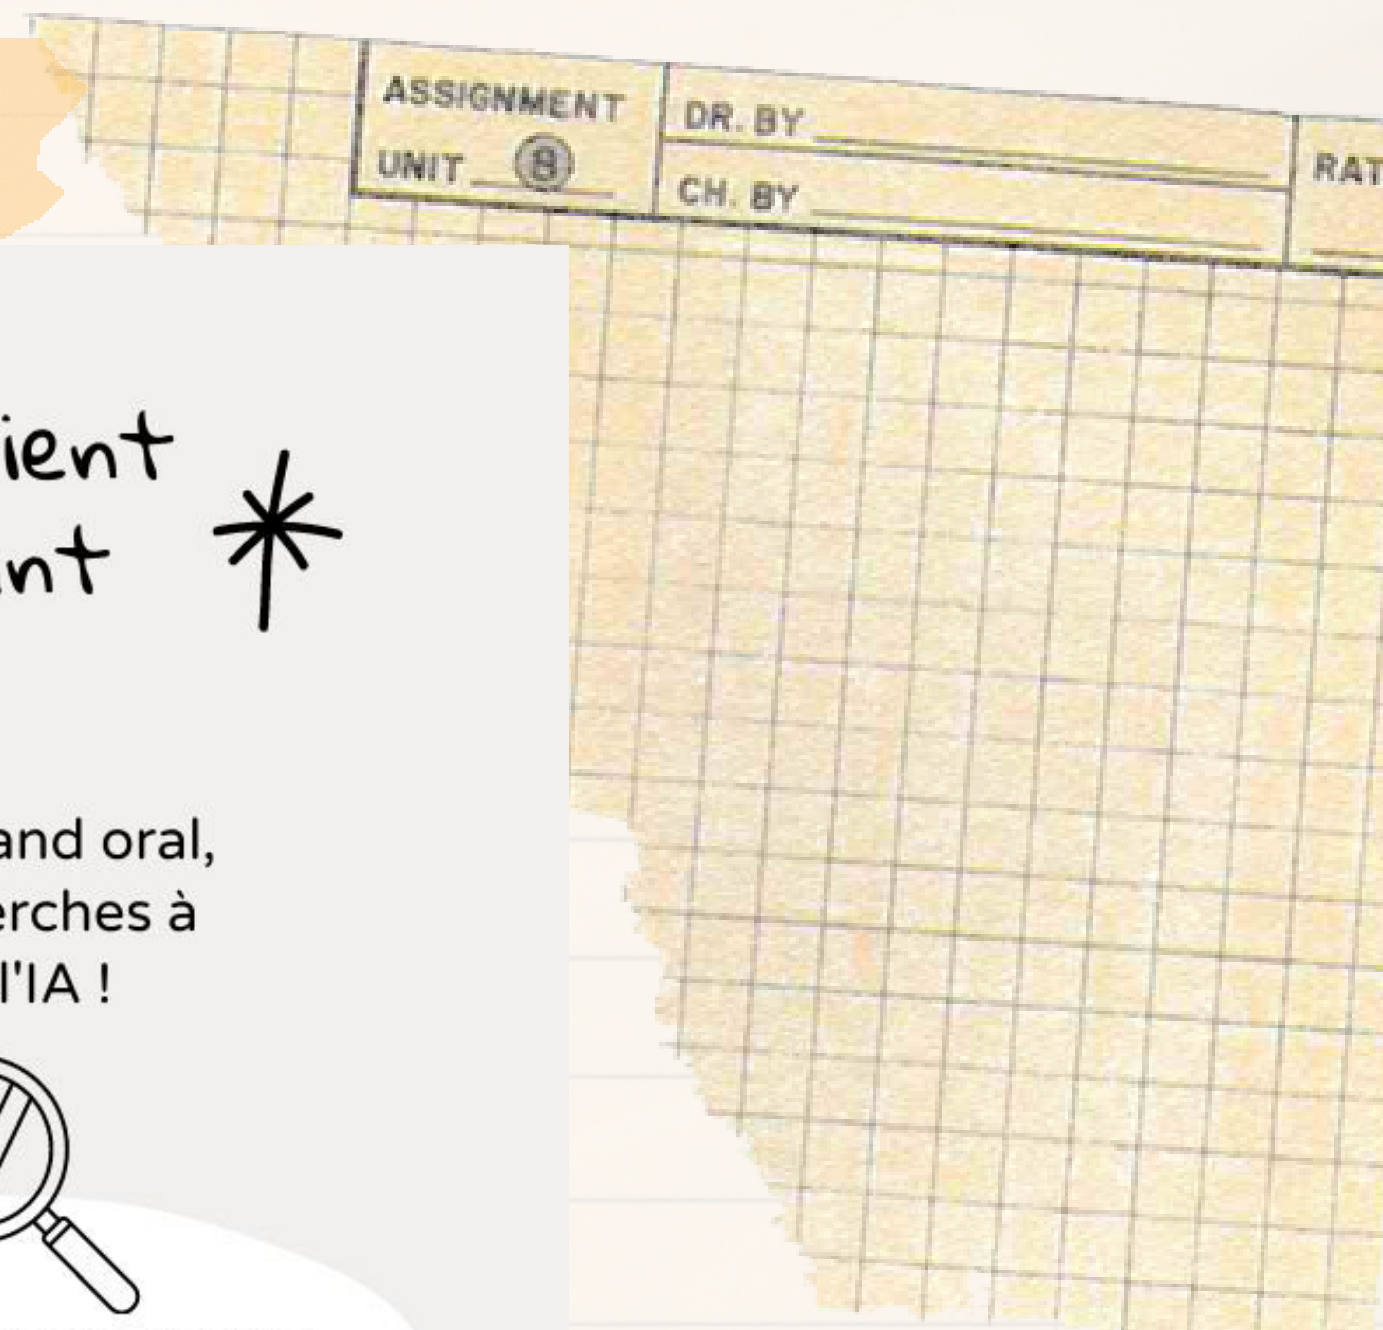 ASSIGNMENT
UNIT 8
DR. BY
CH. BY
RAT
ient
nt
and oral,
erches à
l'IA !